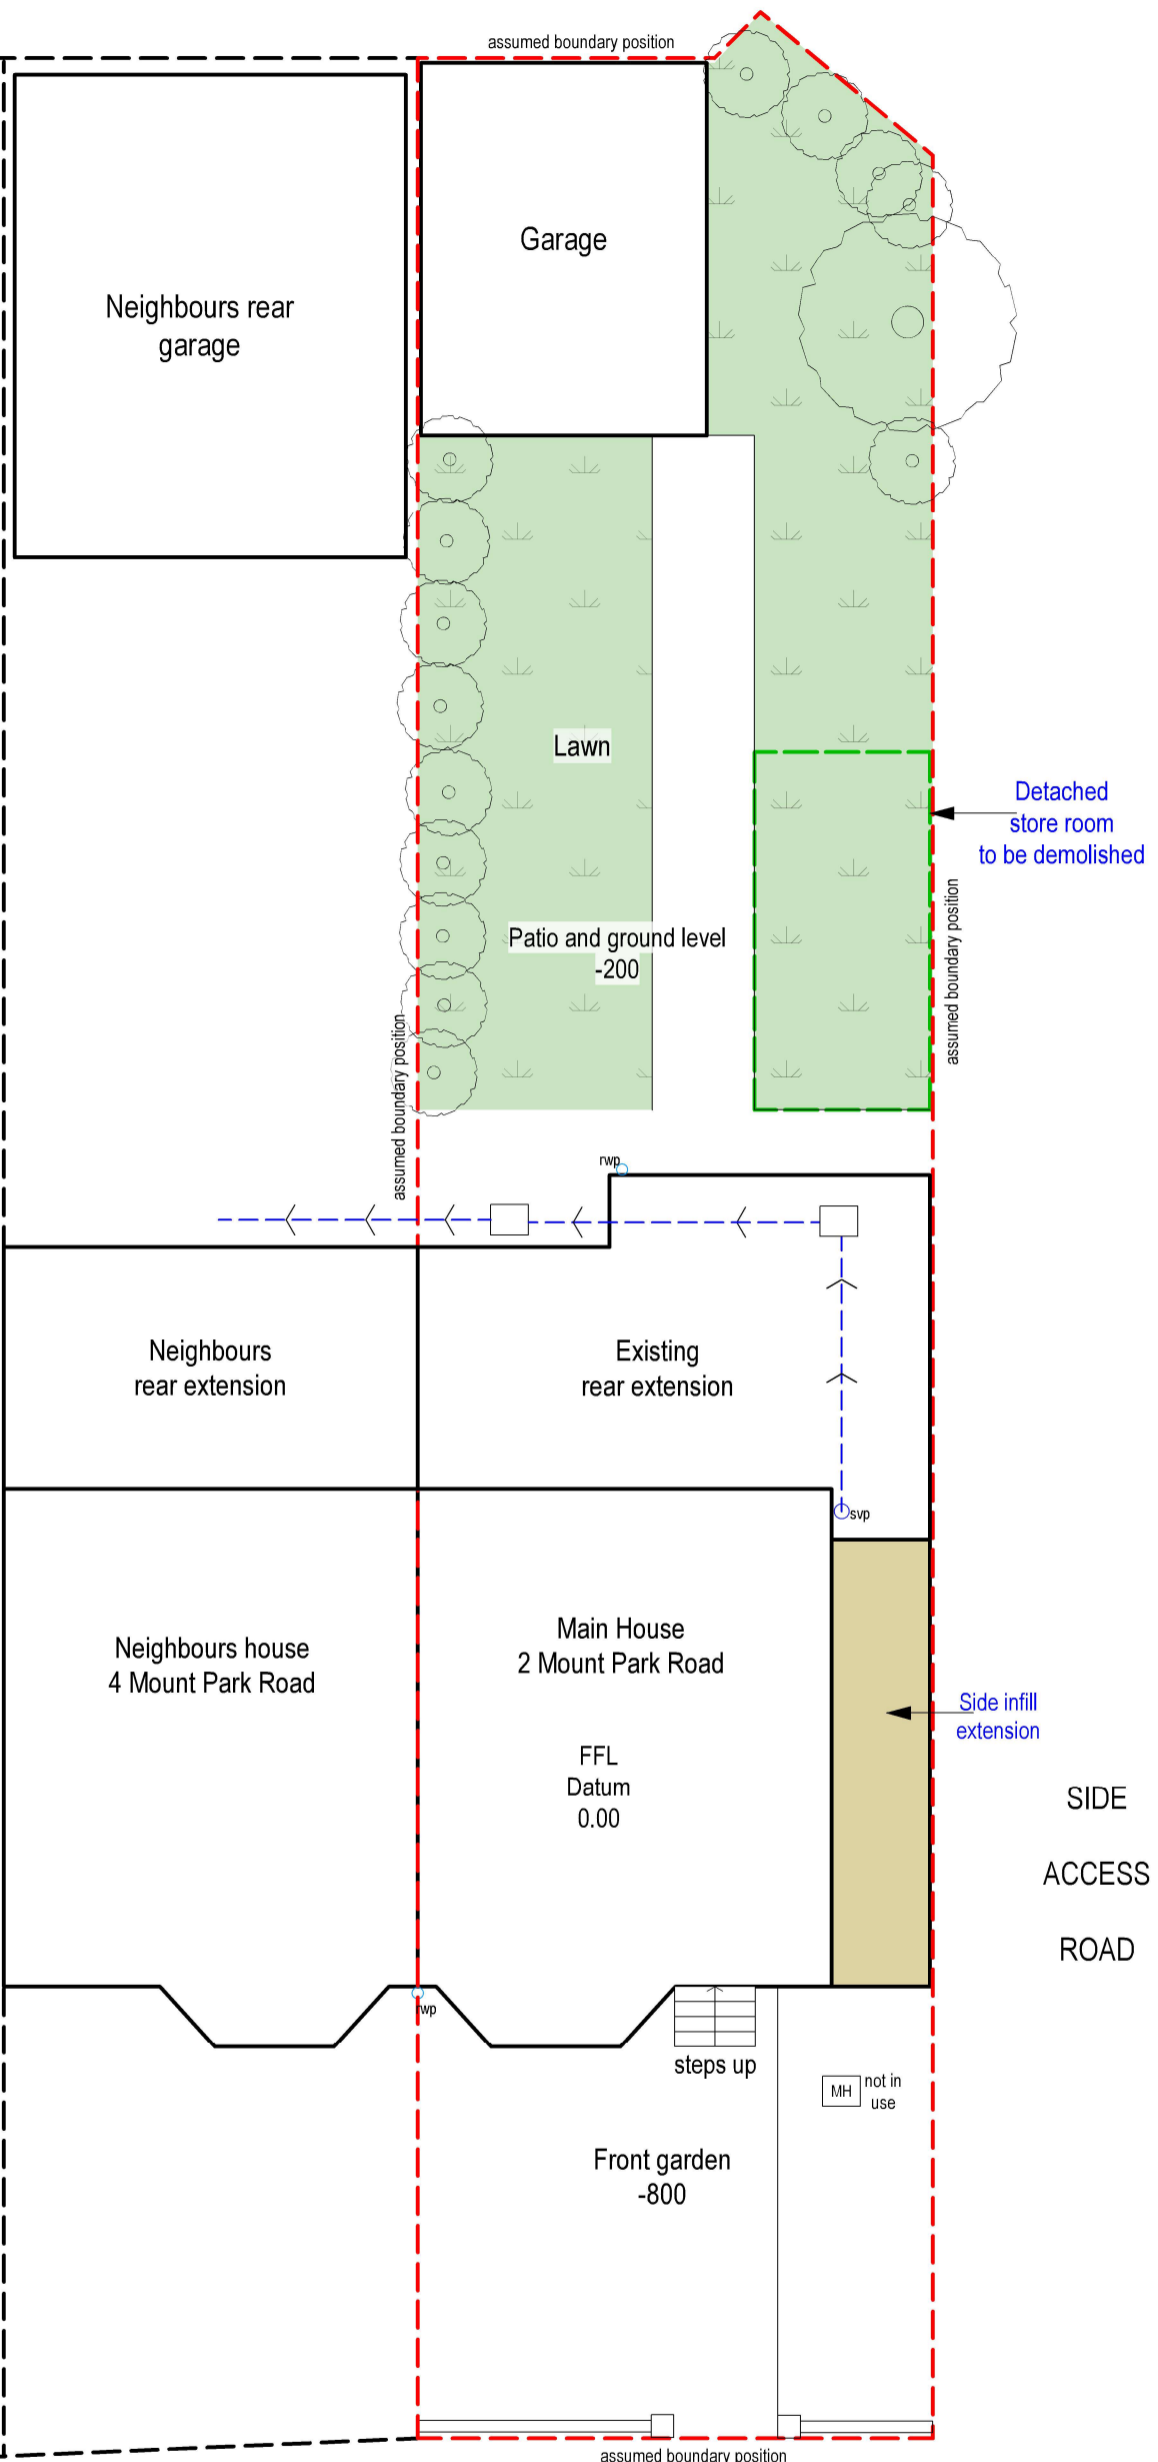 assumed boundary position
Garage
Neighbours rear
garage
Lawn
Detached
store room
to be demolished
Patio and ground level
-200
assumed boundary position
assumed boundary position
rwp
Neighbours
rear extension
Existing
rear extension
svp
Neighbours house
4 Mount Park Road
Main House
2 Mount Park Road
FFL
Datum
0.00
Side infill
extension
SIDE
ACCESS
ROAD
rwp
steps up
MH
not in
use
Front garden
-800
assumed boundary position